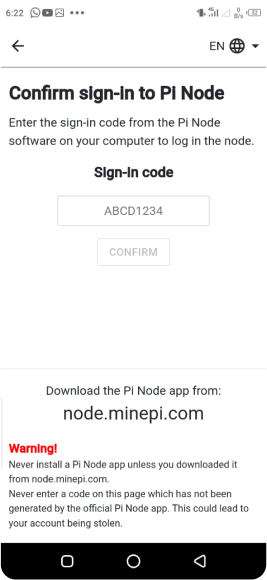 6:22
EN
Confirm sign-in to Pi Node
Enter the sign-in code from the Pi Node
software on your computer to log in the node.
Sign-in code
ABCD1234
CONFIRM
Download the Pi Node app from:
node.minepi.com
Warning!
Never install a Pi Node app unless you downloaded it
from node.minepi.com.
Never enter a code on this page which has not been
generated by the official Pi Node app. This could lead to
your account being stolen.